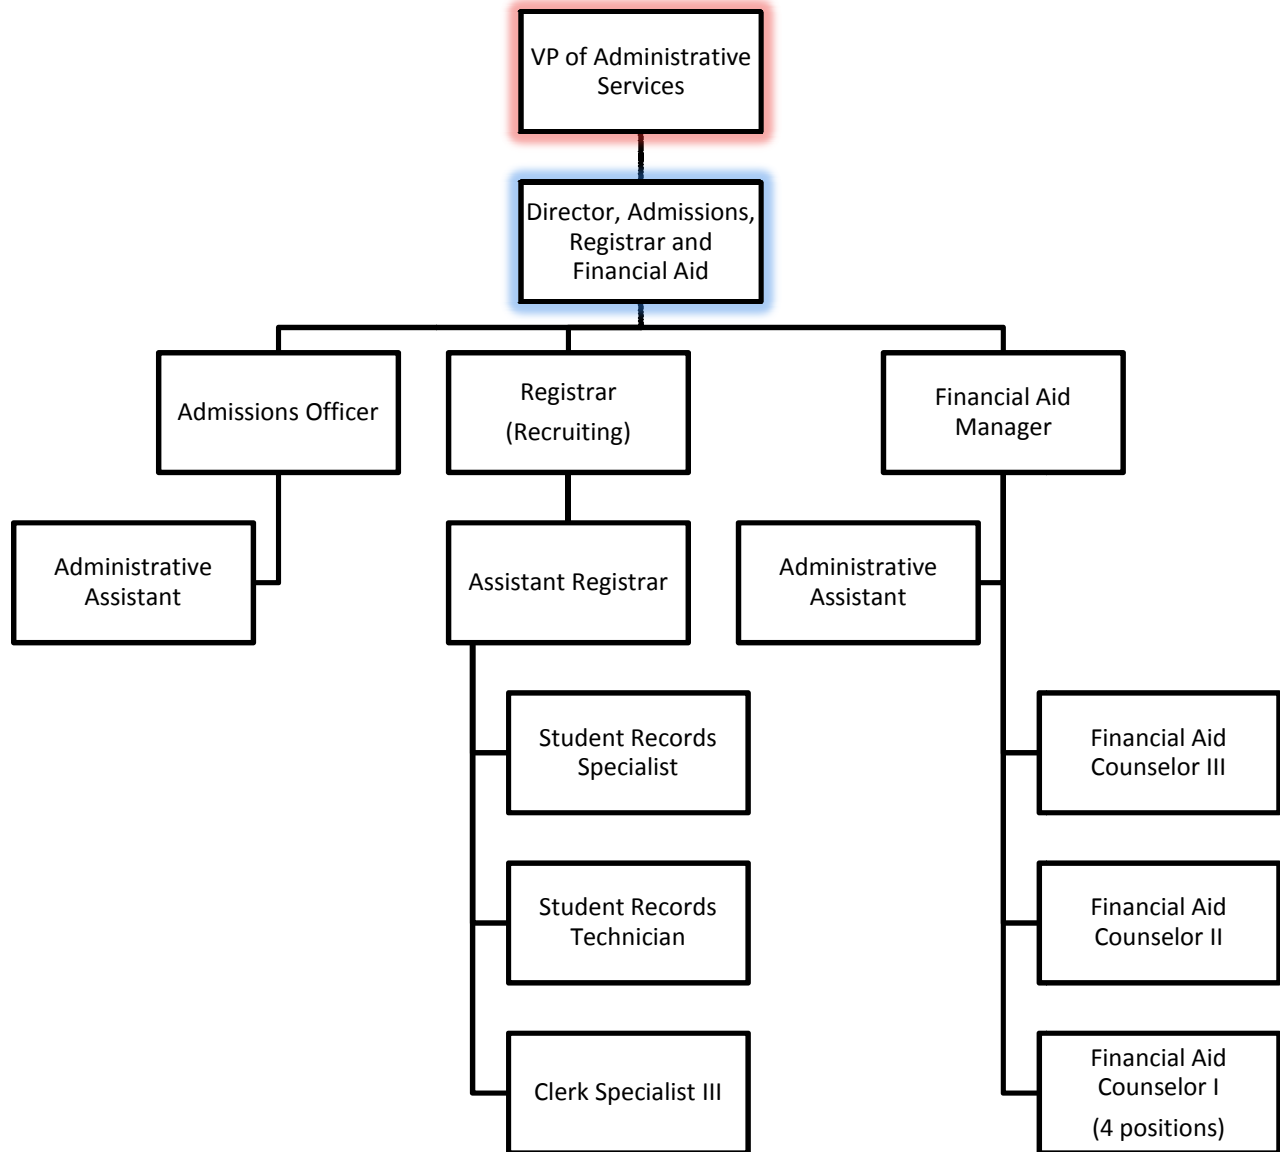 VP of Administrative
Services
Director, Admissions,
Registrar and
Financial Aid
Admissions Officer
Registrar
(Recruiting)
Financial Aid
Manager
Administrative
Assistant
Assistant Registrar
Administrative
Assistant
Student Records
Specialist
Financial Aid
Counselor III
Student Records
Technician
Financial Aid
Counselor II
Clerk Specialist III
Financial Aid
Counselor I
(4 positions)